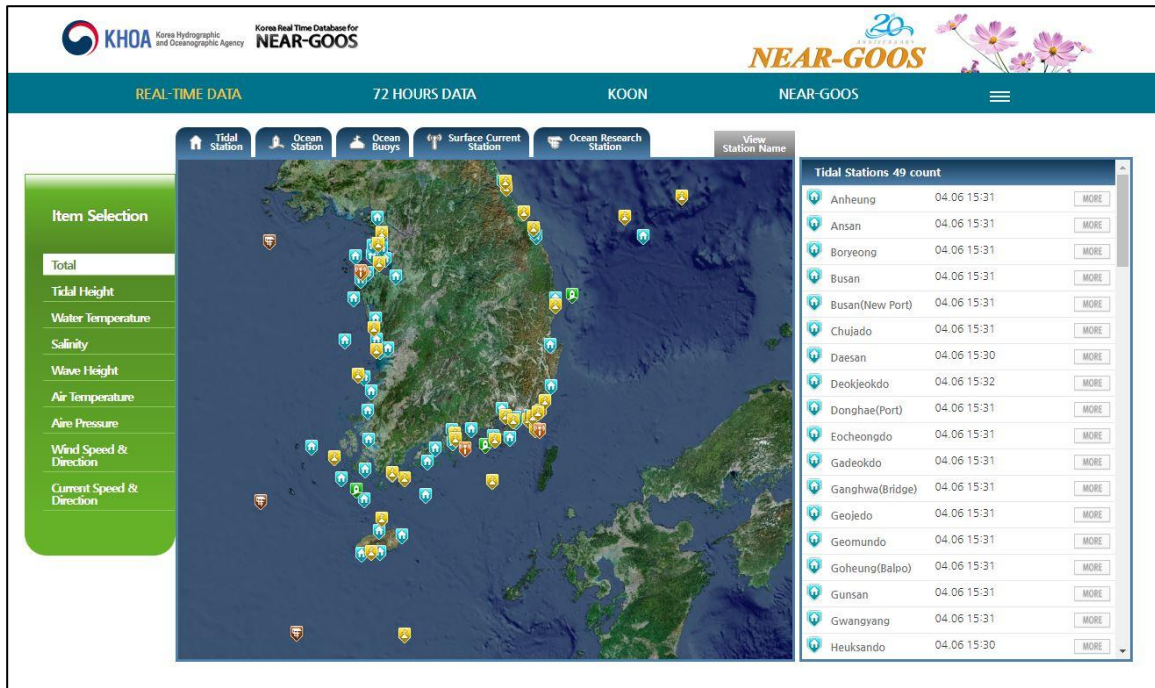 KHOA Korea Hydrographic and Oceanographic Agency
Korea Real Time Database for
NEAR-GOOS
20
ANNIVERSARY
NEAR-GOOS
REAL-TIME DATA
72 HOURS DATA
KOON
NEAR-GOOS
Tidal Station
Ocean Station
Ocean Buoys
Surface Current Station
Ocean Research Station
View Station Name
Item Selection
Total
Tidal Height
Water Temperature
Salinity
Wave Height
Air Temperature
Aire Pressure
Wind Speed &
Direction
Current Speed &
Direction
Tidal Stations 49 count
Anheung 04.06 15:31 MORE
Ansan 04.06 15:31 MORE
Boryeong 04.06 15:31 MORE
Busan 04.06 15:31 MORE
Busan(New Port) 04.06 15:31 MORE
Chujado 04.06 15:31 MORE
Daesan 04.06 15:30 MORE
Deokjeokdo 04.06 15:32 MORE
Donghae(Port) 04.06 15:31 MORE
Eocheongdo 04.06 15:31 MORE
Gadeokdo 04.06 15:31 MORE
Ganghwa(Bridge) 04.06 15:31 MORE
Geojedo 04.06 15:31 MORE
Geomundo 04.06 15:31 MORE
Goheung(Balpo) 04.06 15:31 MORE
Gunsan 04.06 15:31 MORE
Gwangyang 04.06 15:31 MORE
Heuksando 04.06 15:30 MORE